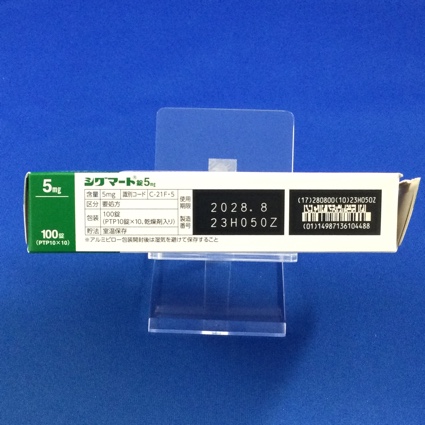 5mg
100錠
(PTP10×10)
シグマート®錠5mg
含量 5mg 識別コード C-21F・5
区分 要処方
包装 100錠
(PTP10錠×10、乾燥剤入り)
貯法 室温保存
※アルミピロー包装開封後は湿気を避けて保存すること
使用期限 2028.8
製造番号 23H050Z
(17)280800(10)23H050Z
(01)14987136104488